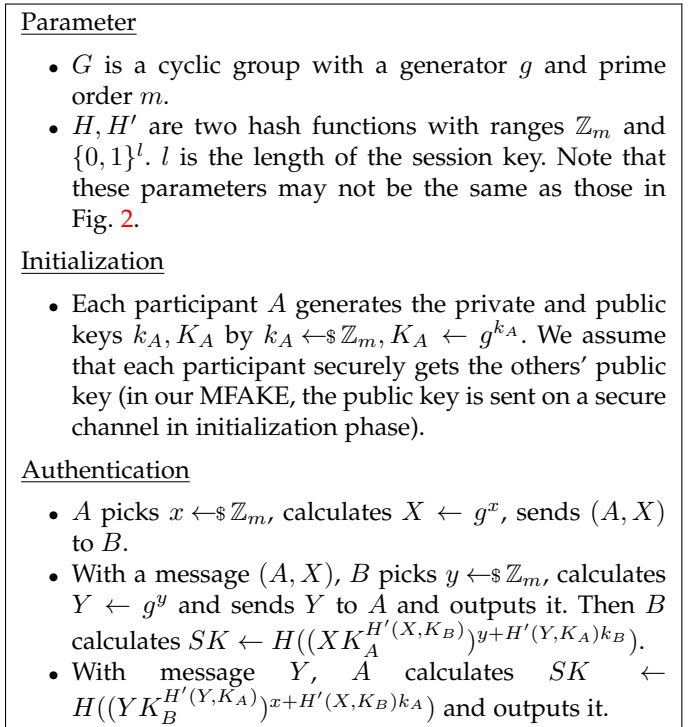 Parameter
• G is a cyclic group with a generator g and prime
order m.
• H, H′ are two hash functions with ranges ℤ_m and
{0, 1}^l. l is the length of the session key. Note that
these parameters may not be the same as those in
Fig. 2.
Initialization
• Each participant A generates the private and public
keys k_A, K_A by k_A ←$ ℤ_m, K_A ← g^{k_A}. We assume
that each participant securely gets the others' public
key (in our MFAKE, the public key is sent on a secure
channel in initialization phase).
Authentication
• A picks x ←$ ℤ_m, calculates X ← g^x, sends (A, X)
to B.
• With a message (A, X), B picks y ←$ ℤ_m, calculates
Y ← g^y and sends Y to A and outputs it. Then B
calculates SK ← H((XK_A^{H′(X,K_B)})^{y+H′(Y,K_A)k_B}).
• With message Y, A calculates SK ←
H((YK_B^{H′(Y,K_A)})^{x+H′(X,K_B)k_A}) and outputs it.